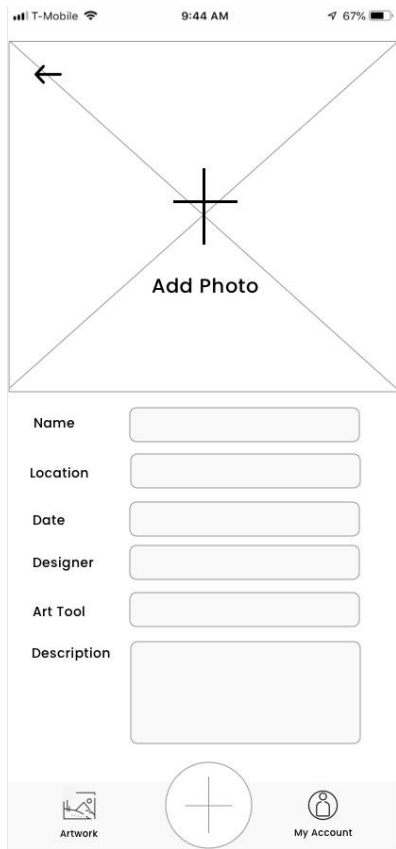 T-Mobile 9:44 AM 67%
Add Photo
Name
Location
Date
Designer
Art Tool
Description
Artwork My Account